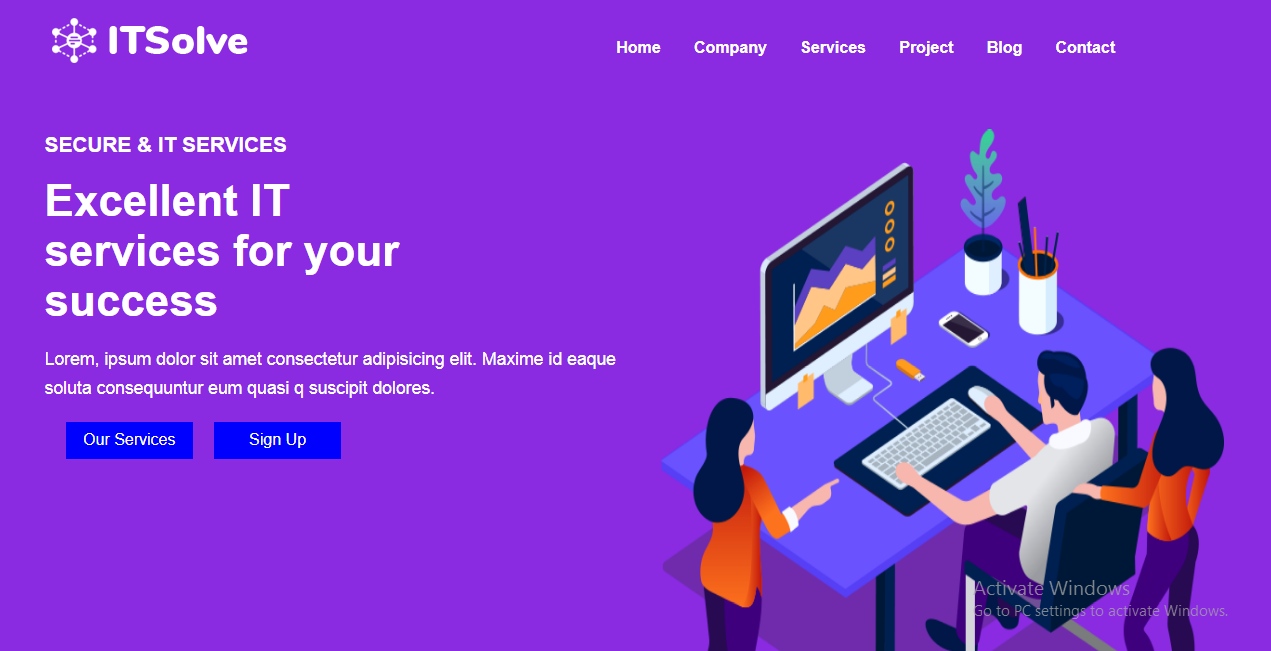 ITSolve
Home Company Services Project Blog Contact
SECURE & IT SERVICES
Excellent IT
services for your
success
Lorem, ipsum dolor sit amet consectetur adipisicing elit. Maxime id eaque
soluta consequuntur eum quasi q suscipit dolores.
Our Services Sign Up
Activate Windows
Go to PC settings to activate Windows.